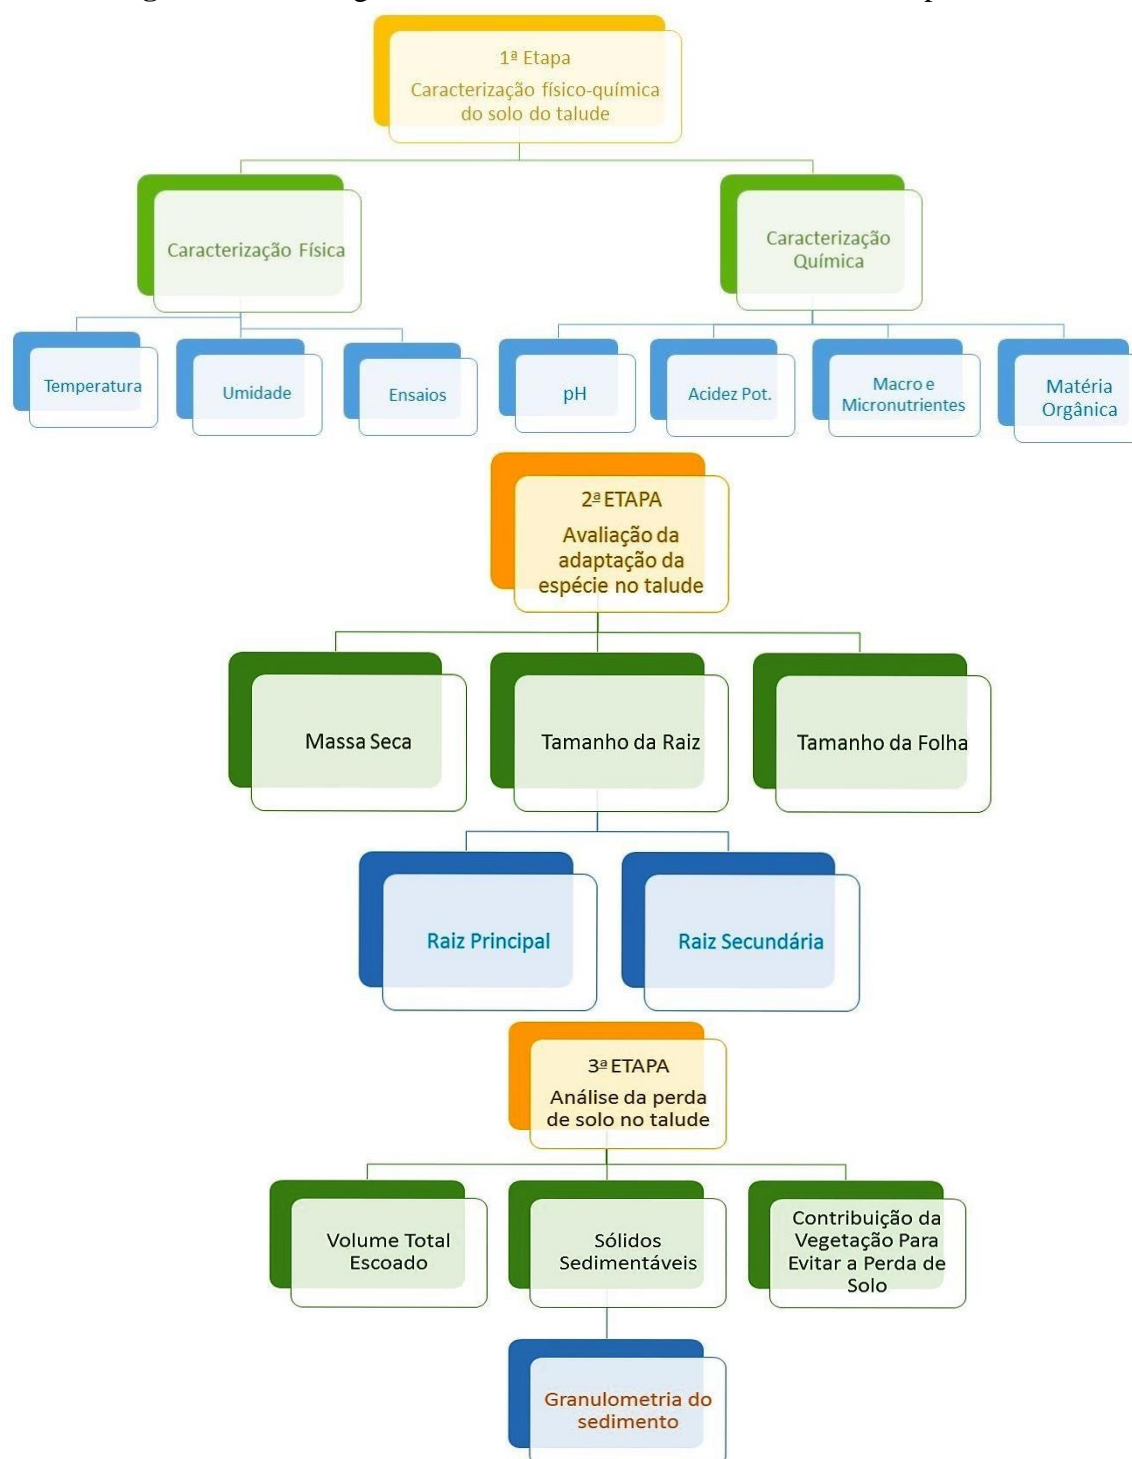 1ª Etapa
Caracterização físico-química
do solo do talude
Caracterização Física
Caracterização
Química
Temperatura
Umidade
Ensaios
pH
Acidez Pot.
Macro e
Micronutrientes
Matéria
Orgânica
2ª ETAPA
Avaliação da
adaptação da
espécie no talude
Massa Seca
Tamanho da Raiz
Tamanho da Folha
Raiz Principal
Raiz Secundária
3ª ETAPA
Análise da perda
de solo no talude
Volume Total
Escoado
Sólidos
Sedimentáveis
Contribuição da
Vegetação Para
Evitar a Perda de
Solo
Granulometria do
sedimento